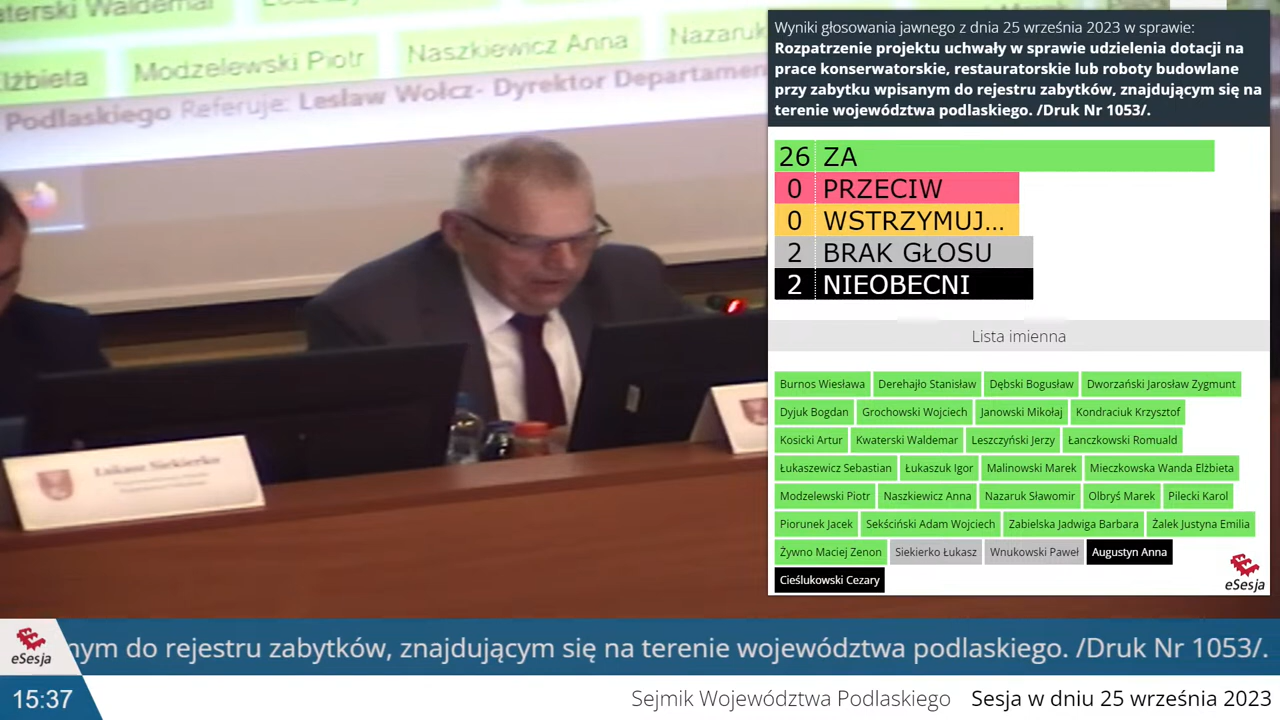 aterski Waldemar
lżbieta
Modzelewski Piotr
Naszkiewicz Anna
Nazaruk
Podlaskiego Referuje: Lesław Wołcz- Dyrektor Departamen
Łukasz Siekierko
Wyniki głosowania jawnego z dnia 25 września 2023 w sprawie:
Rozpatrzenie projektu uchwały w sprawie udzielenia dotacji na
prace konserwatorskie, restauratorskie lub roboty budowlane
przy zabytku wpisanym do rejestru zabytków, znajdującym się na
terenie województwa podlaskiego. /Druk Nr 1053/.
26 ZA
0 PRZECIW
0 WSTRZYMUJ...
2 BRAK GŁOSU
2 NIEOBECNI
Lista imienna
Burnos Wiesława Derehajło Stanisław Dębski Bogusław Dworzański Jarosław Zygmunt
Dyjuk Bogdan Grochowski Wojciech Janowski Mikołaj Kondraciuk Krzysztof
Kosicki Artur Kwaterski Waldemar Leszczyński Jerzy Łanczkowski Romuald
Łukaszewicz Sebastian Łukaszuk Igor Malinowski Marek Mieczkowska Wanda Elżbieta
Modzelewski Piotr Naszkiewicz Anna Nazaruk Sławomir Olbryś Marek Pilecki Karol
Piorunek Jacek Sekściński Adam Wojciech Zabielska Jadwiga Barbara Żalek Justyna Emilia
Żywno Maciej Zenon Siekierko Łukasz Wnukowski Paweł Augustyn Anna
Cieślukowski Cezary
eSesja
eSesja
nym do rejestru zabytków, znajdującym się na terenie województwa podlaskiego. /Druk Nr 1053/.
15:37
Sejmik Województwa Podlaskiego Sesja w dniu 25 września 2023